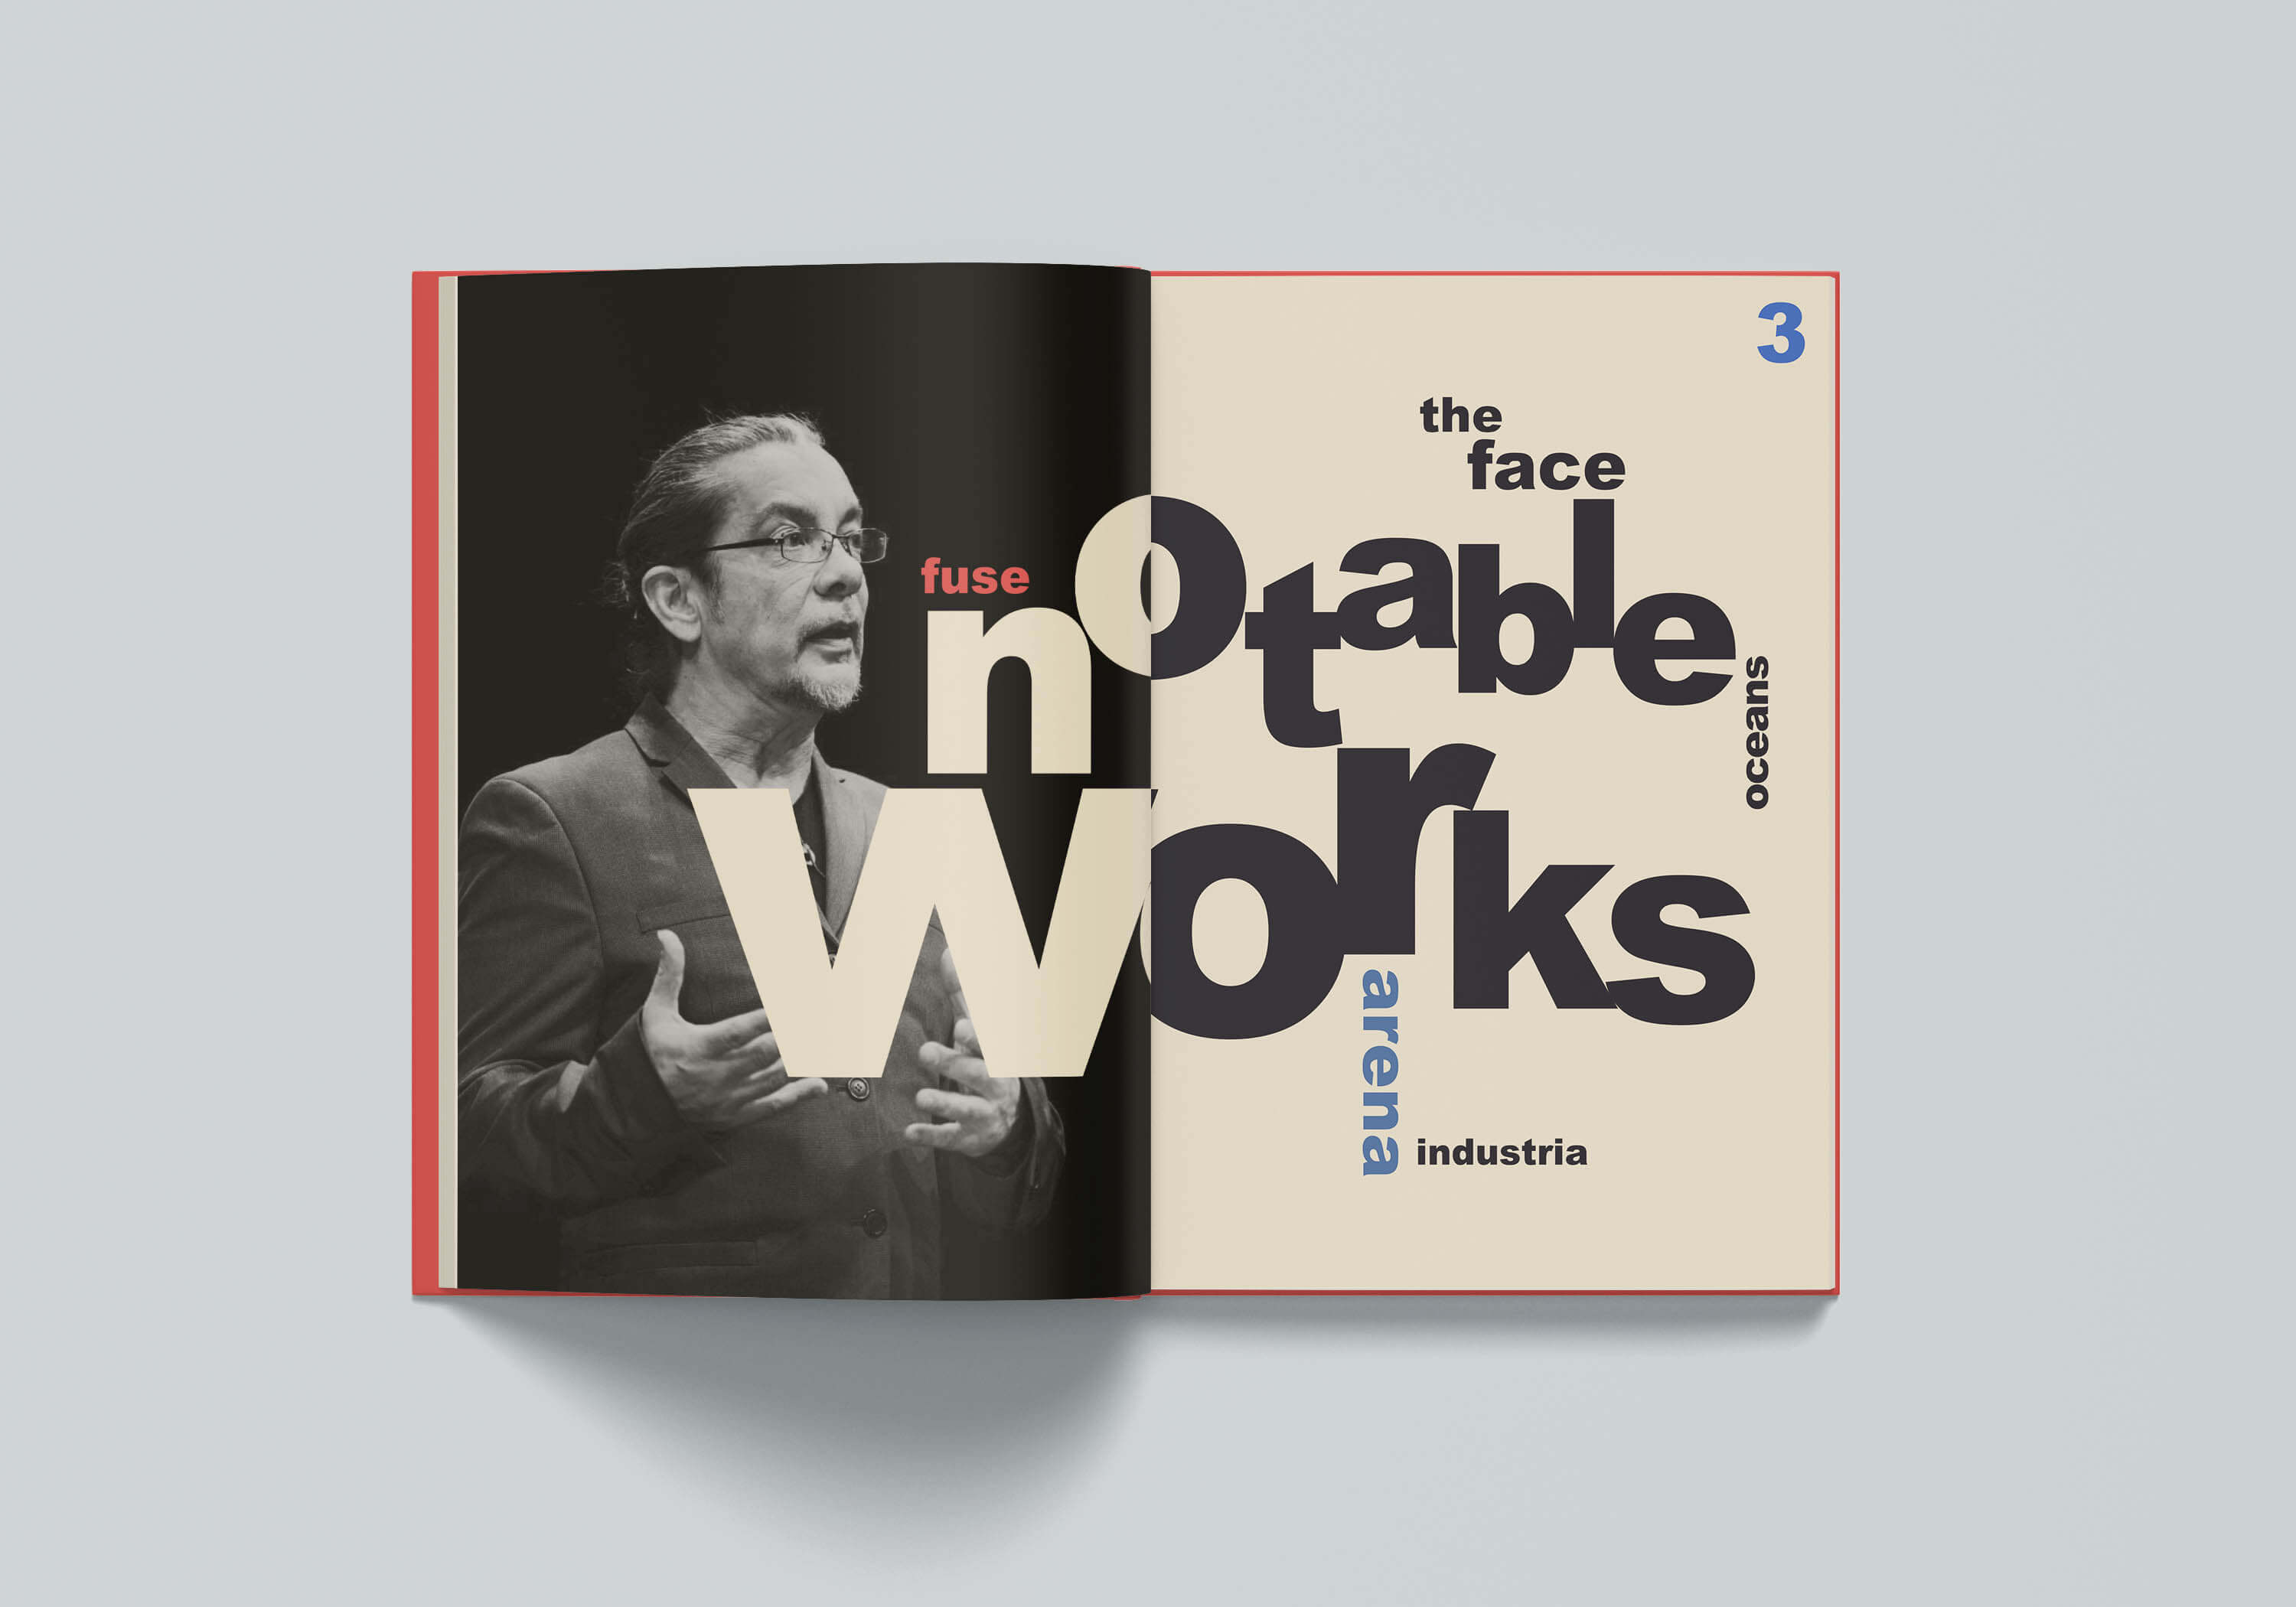 3
the
face
fuse
notable
oceans
works
arena
industria